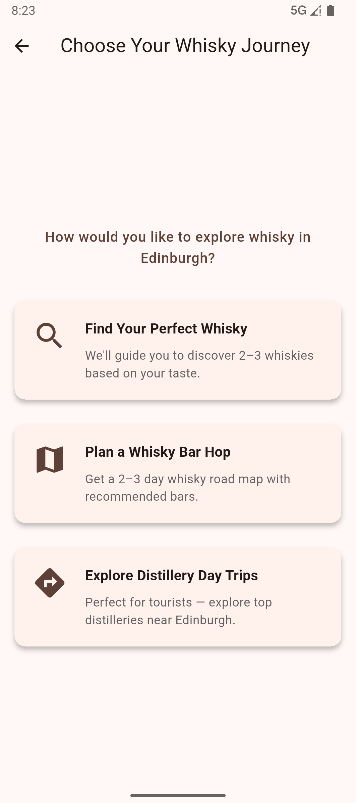 8:23
5G
Choose Your Whisky Journey
How would you like to explore whisky in
Edinburgh?
Find Your Perfect Whisky
We'll guide you to discover 2–3 whiskies
based on your taste.
Plan a Whisky Bar Hop
Get a 2–3 day whisky road map with
recommended bars.
Explore Distillery Day Trips
Perfect for tourists — explore top
distilleries near Edinburgh.